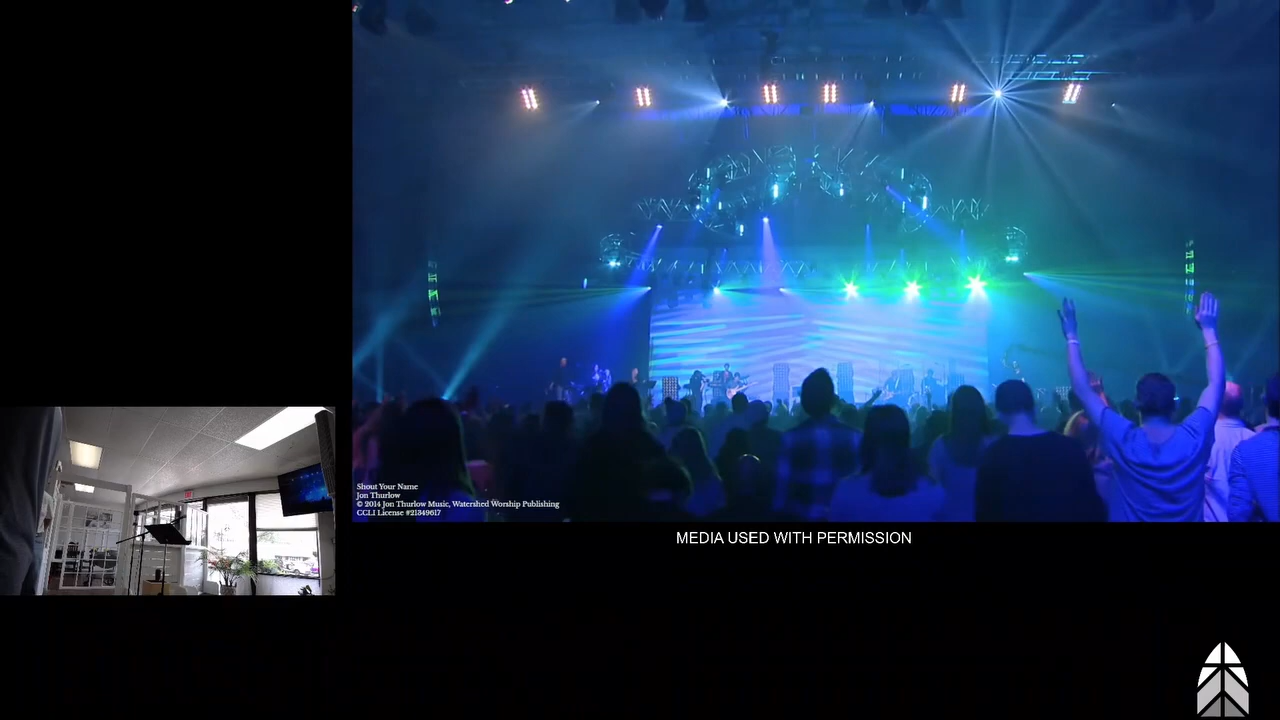 Shout Your Name
Jon Thurlow
© 2014 Jon Thurlow Music, Watershed Worship Publishing
CCLI License #21349617
MEDIA USED WITH PERMISSION